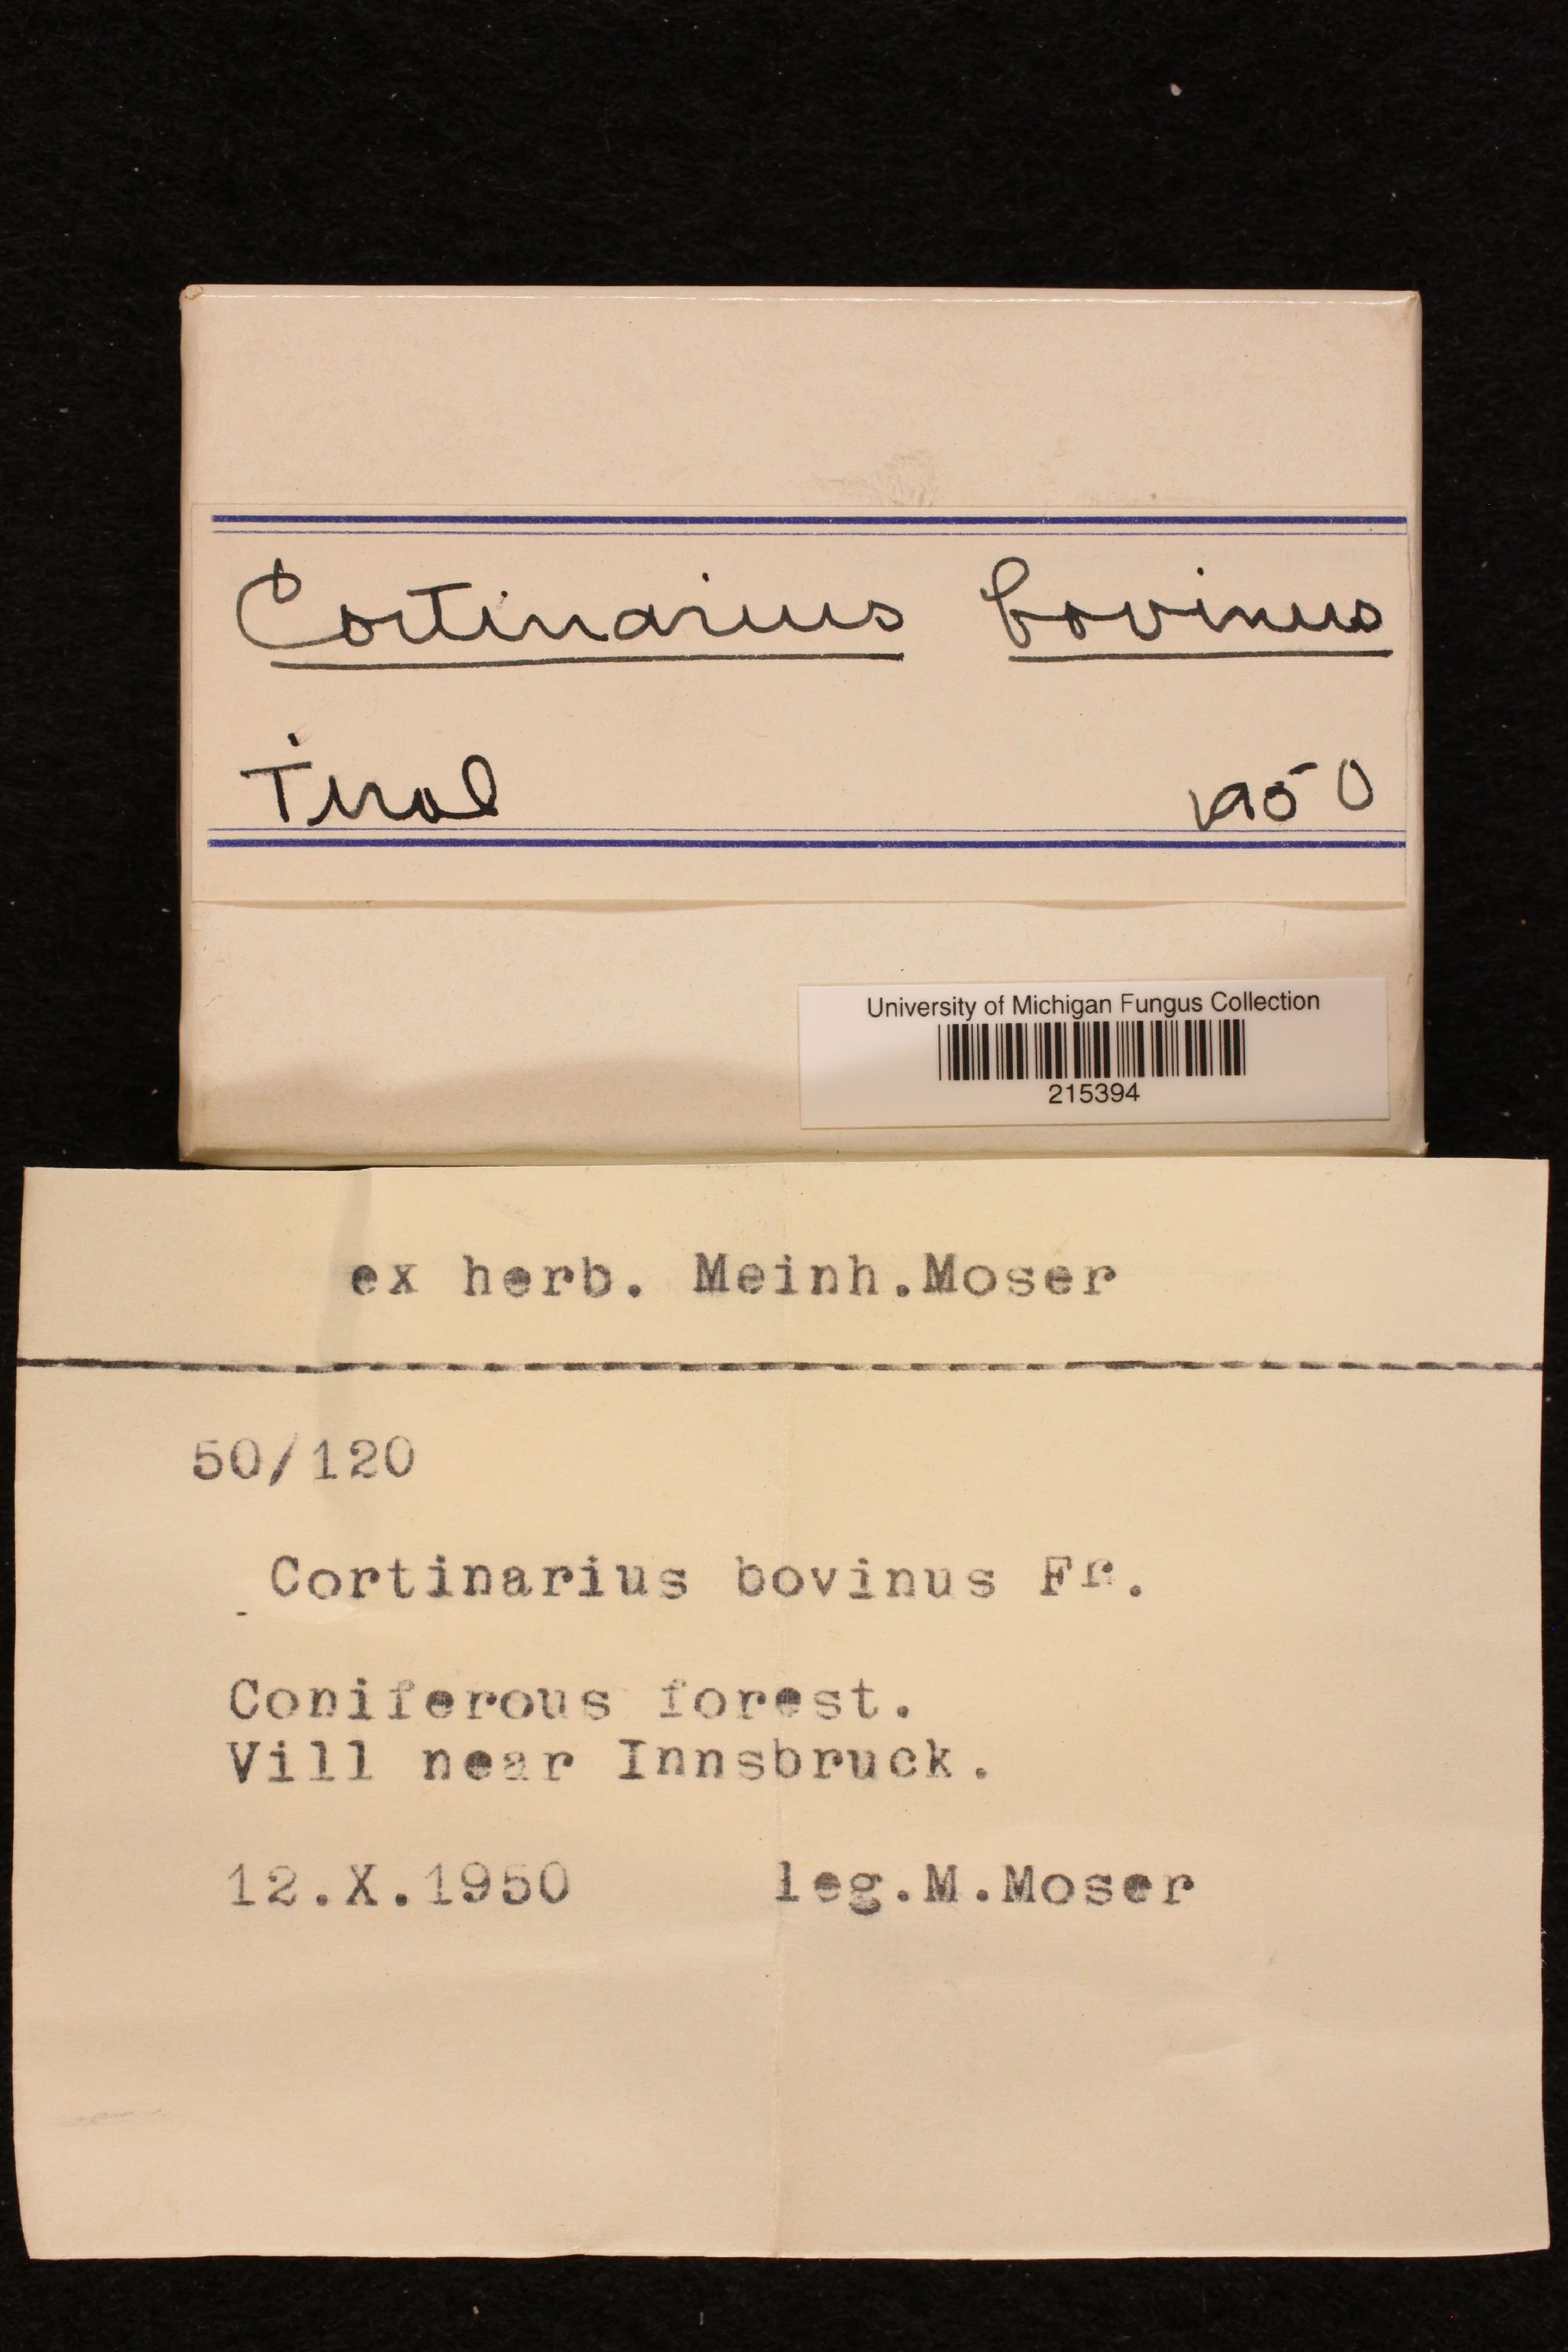 Cortinarius bovinus
Tirol 1950
University of Michigan Fungus Collection
215394
ex herb. Meinh.Moser
50/120
Cortinarius bovinus Fr.
Coniferous forest.
Vill near Innsbruck.
12.X.1950 leg.M.Moser